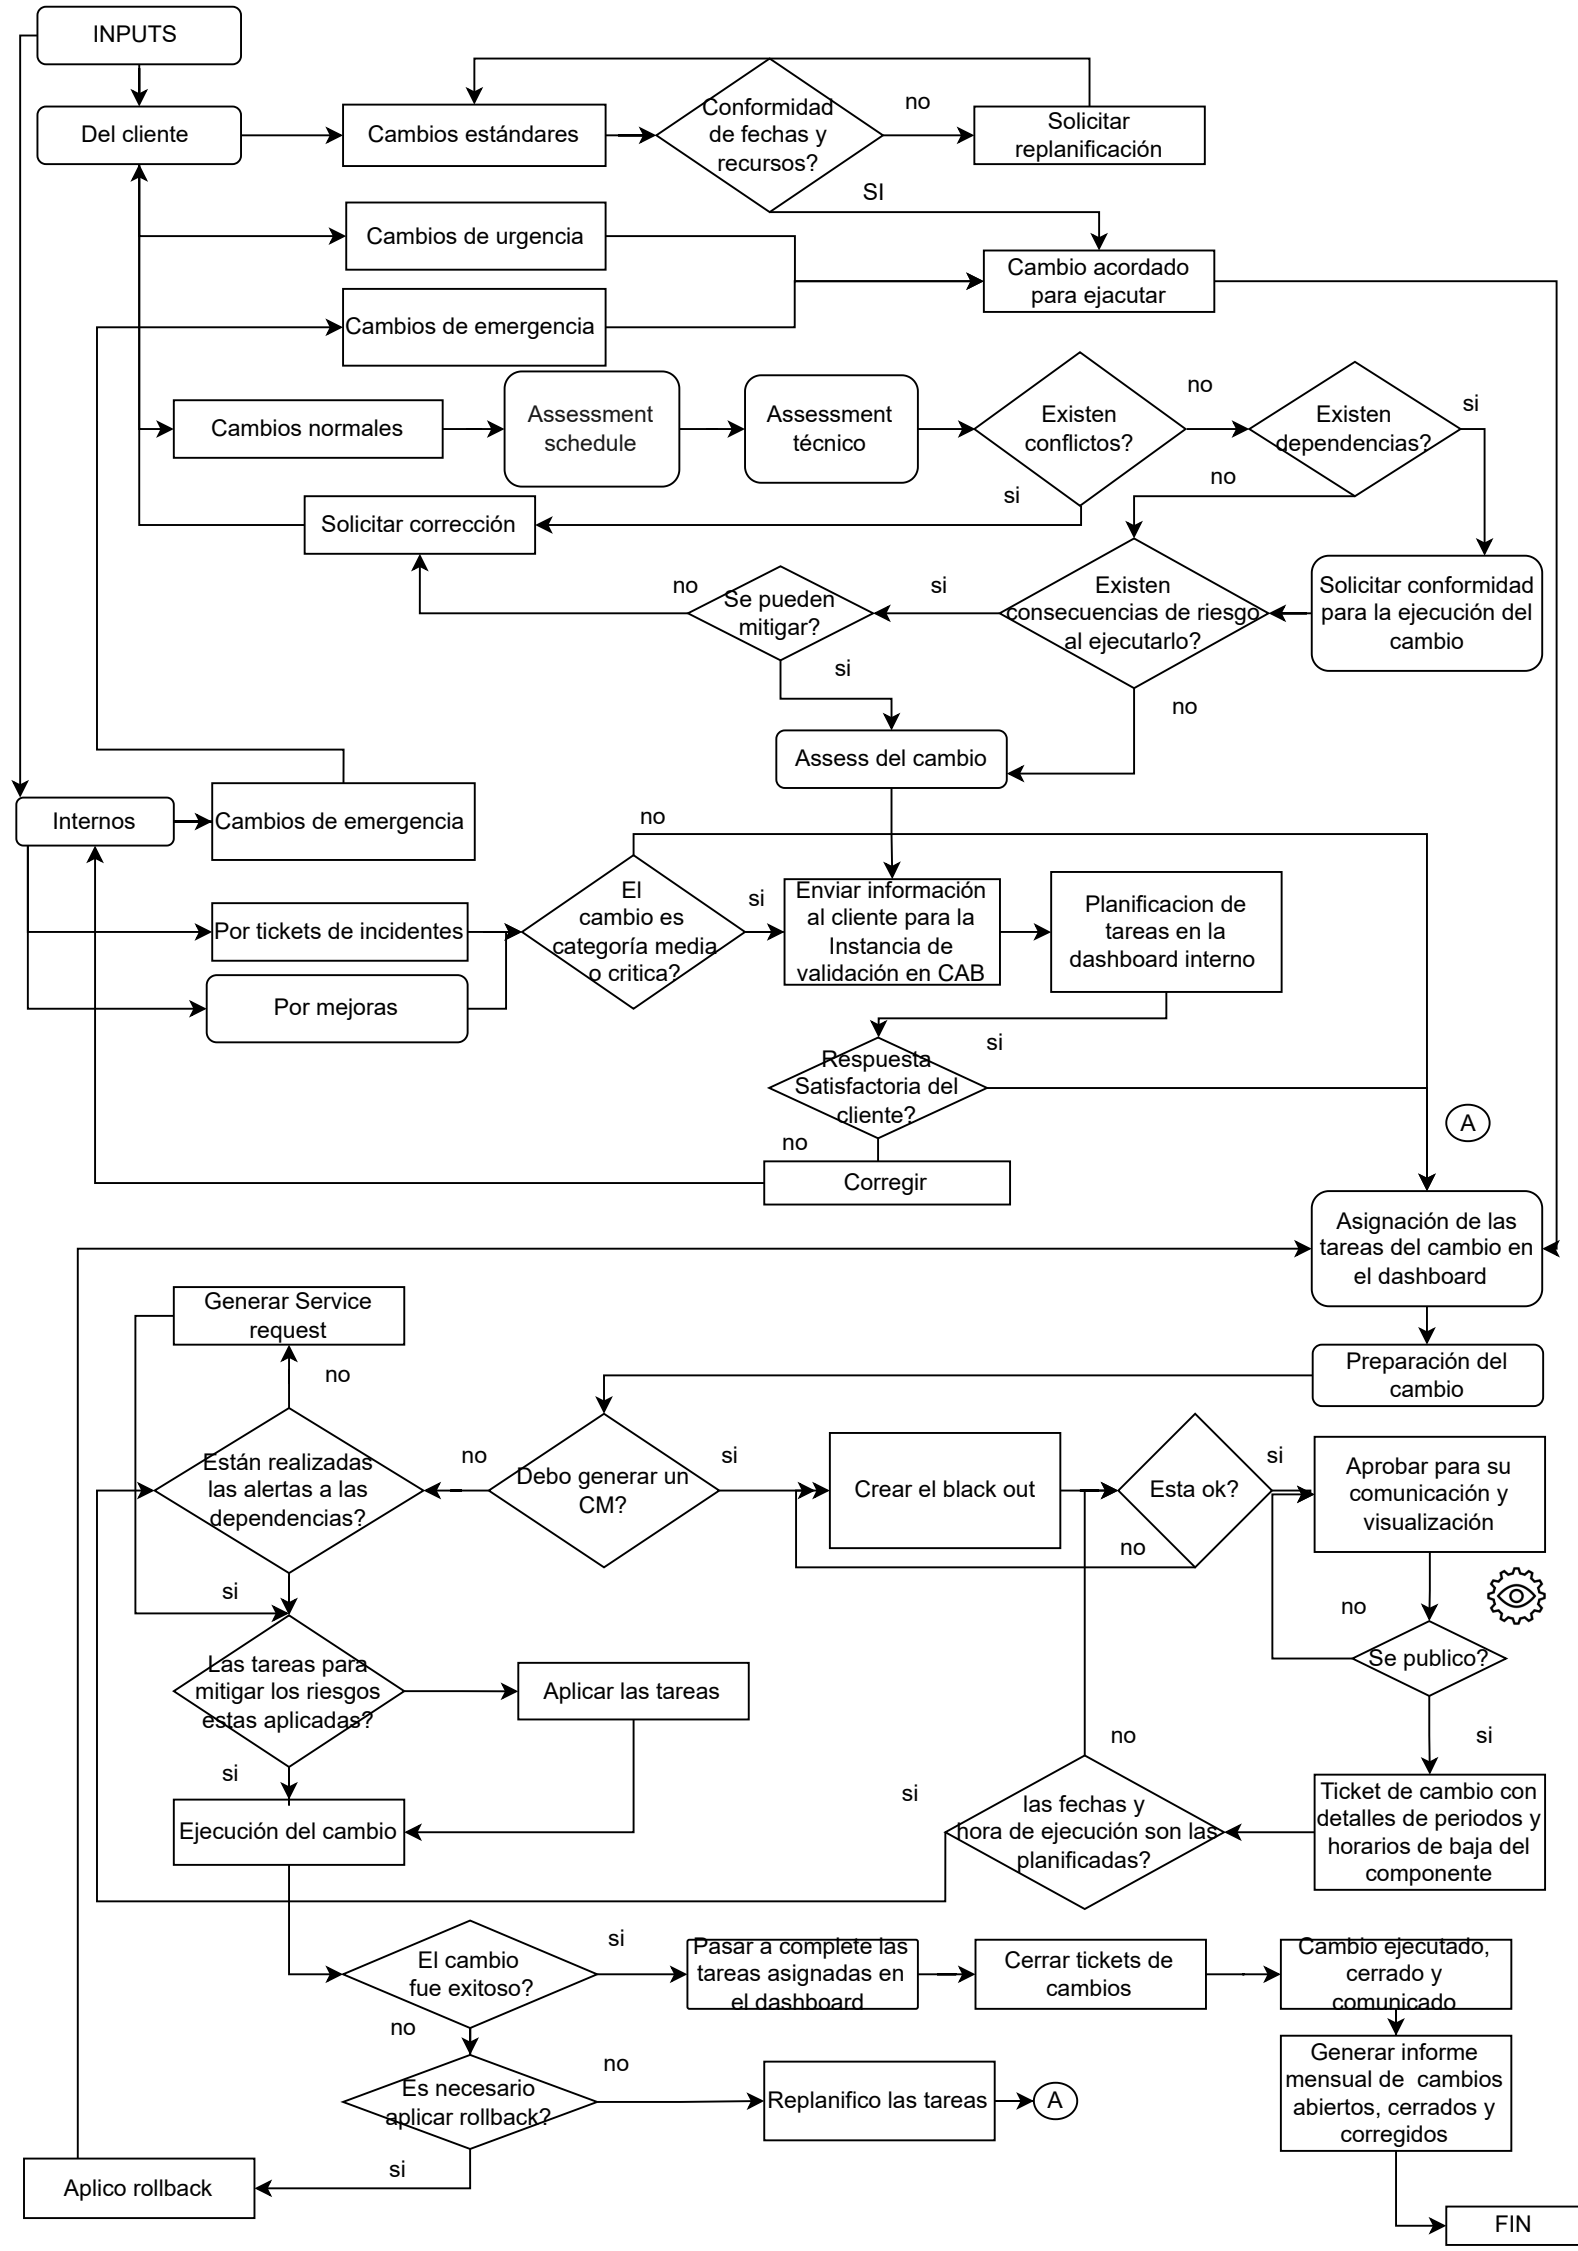 INPUTS
Del cliente
Cambios estándares
Conformidad
de fechas y
recursos?
no
Solicitar
replanificación
SI
Cambios de urgencia
Cambio acordado
para ejacutar
Cambios de emergencia
Cambios normales
Assessment
schedule
Assessment
técnico
Existen
conflictos?
no
Existen
dependencias?
si
no
si
Solicitar corrección
no
Se pueden
mitigar?
si
Existen
consecuencias de riesgo
al ejecutarlo?
Solicitar conformidad
para la ejecución del
cambio
si
no
Assess del cambio
Internos
Cambios de emergencia
no
Por tickets de incidentes
El
cambio es
categoría media
o critica?
si
Enviar información
al cliente para la
Instancia de
validación en CAB
Planificacion de
tareas en la
dashboard interno
Por mejoras
Respuesta
Satisfactoria del
cliente?
si
no
Corregir
A
Asignación de las
tareas del cambio en
el dashboard
Generar Service
request
no
Preparación del
cambio
Están realizadas
las alertas a las
dependencias?
no
Debo generar un
CM?
si
Crear el black out
Esta ok?
si
Aprobar para su
comunicación y
visualización
no
si
no
Se publico?
Las tareas para
mitigar los riesgos
estas aplicadas?
Aplicar las tareas
no
si
si
si
Ejecución del cambio
las fechas y
hora de ejecución son las
planificadas?
Ticket de cambio con
detalles de periodos y
horarios de baja del
componente
El cambio
fue exitoso?
si
Pasar a complete las
tareas asignadas en
el dashboard
Cerrar tickets de
cambios
Cambio ejecutado,
cerrado y
comunicado
no
Es necesario
aplicar rollback?
no
Replanifico las tareas
A
Generar informe
mensual de  cambios
abiertos, cerrados y
corregidos
si
Aplico rollback
FIN